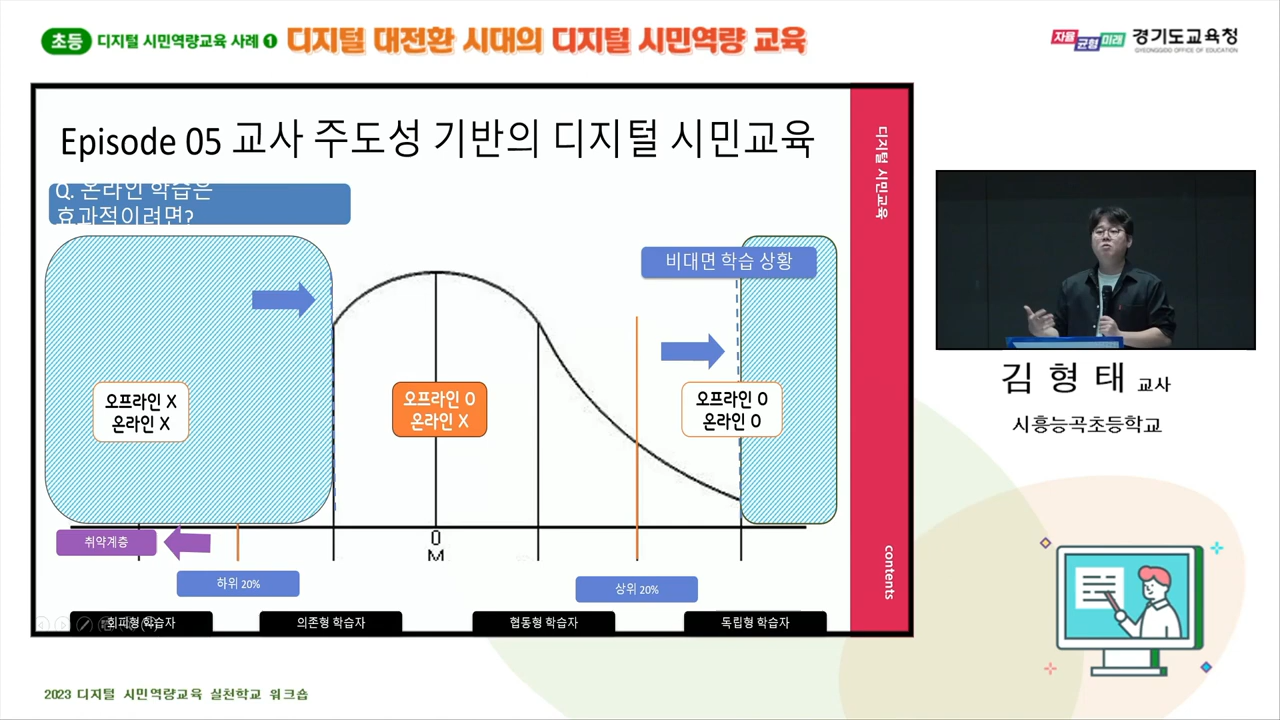 초등 디지털 시민역량교육 사례 1 디지털 대전환 시대의 디지털 시민역량 교육
자율 균형 미래 경기도교육청
GYEONGGIDO OFFICE OF EDUCATION
Episode 05 교사 주도성 기반의 디지털 시민교육
디지털 시민교육
Q. 온라인 학습은
효과적이려면?
비대면 학습 상황
오프라인 X
온라인 X
오프라인 O
온라인 X
오프라인 O
온라인 O
김형태 교사
시흥능곡초등학교
0
M
취약계층
하위 20%
상위 20%
contents
회피형 학습자
의존형 학습자
협동형 학습자
독립형 학습자
2023 디지털 시민역량교육 실천학교 워크숍